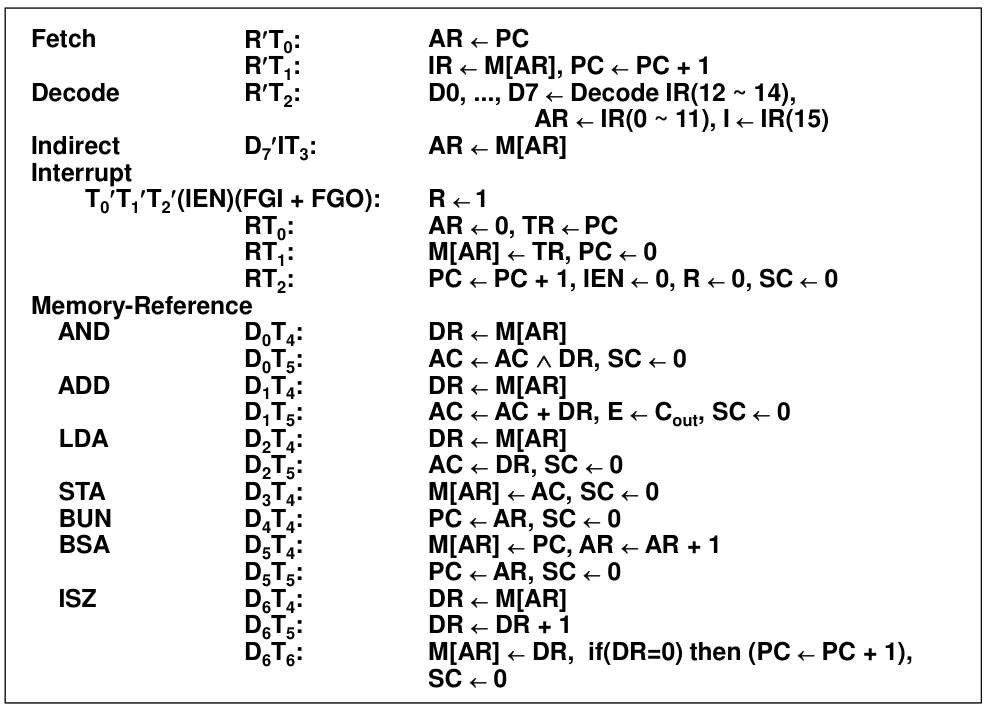 Fetch R′T₀: AR ← PC
R′T₁: IR ← M[AR], PC ← PC + 1
Decode R′T₂: D0, ..., D7 ← Decode IR(12 ~ 14),
AR ← IR(0 ~ 11), I ← IR(15)
Indirect D₇′IT₃: AR ← M[AR]
Interrupt
T₀′T₁′T₂′(IEN)(FGI + FGO): R ← 1
RT₀: AR ← 0, TR ← PC
RT₁: M[AR] ← TR, PC ← 0
RT₂: PC ← PC + 1, IEN ← 0, R ← 0, SC ← 0
Memory-Reference
AND D₀T₄: DR ← M[AR]
D₀T₅: AC ← AC ∧ DR, SC ← 0
ADD D₁T₄: DR ← M[AR]
D₁T₅: AC ← AC + DR, E ← Cout, SC ← 0
LDA D₂T₄: DR ← M[AR]
D₂T₅: AC ← DR, SC ← 0
STA D₃T₄: M[AR] ← AC, SC ← 0
BUN D₄T₄: PC ← AR, SC ← 0
BSA D₅T₄: M[AR] ← PC, AR ← AR + 1
D₅T₅: PC ← AR, SC ← 0
ISZ D₆T₄: DR ← M[AR]
D₆T₅: DR ← DR + 1
D₆T₆: M[AR] ← DR, if(DR=0) then (PC ← PC + 1),
SC ← 0